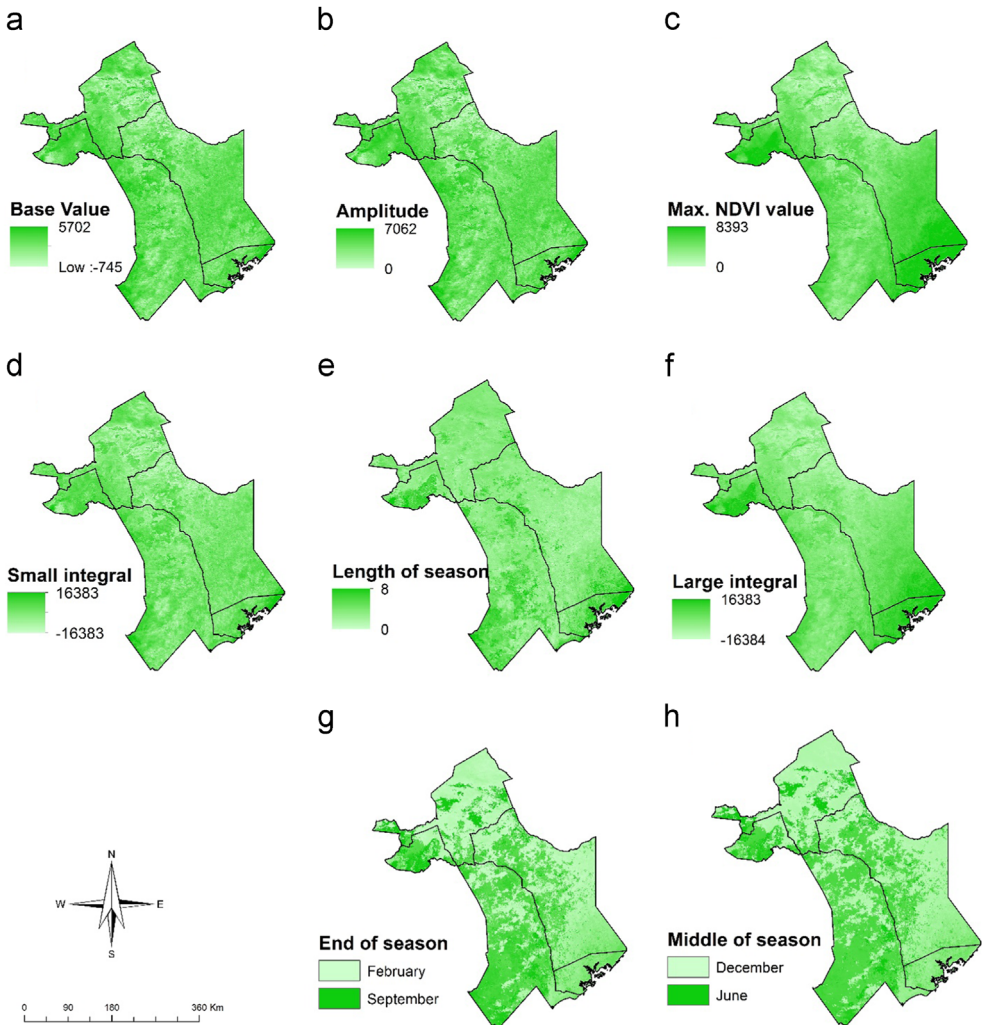 a
b
c
Base Value
5702
Low :-745
Amplitude
7062
0
Max. NDVI value
8393
0
d
e
f
Small integral
16383
-16383
Length of season
8
0
Large integral
16383
-16384
g
h
N
W E
S
0 90 180 360 Km
End of season
February
September
Middle of season
December
June